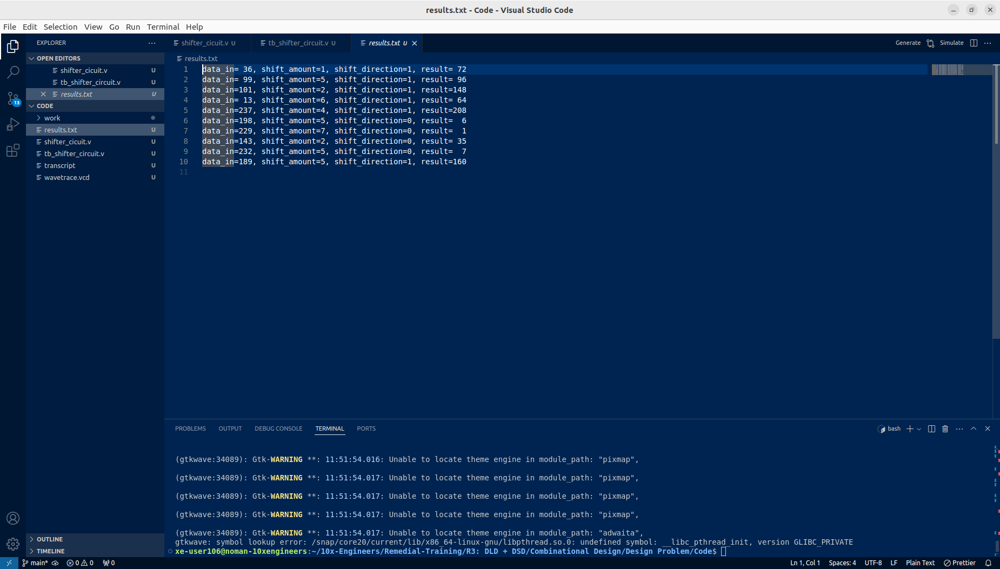 results.txt - Code - Visual Studio Code
File Edit Selection View Go Run Terminal Help
EXPLORER
OPEN EDITORS
shifter_cicuit.v U
tb_shifter_circuit.v U
results.txt U
CODE
work
results.txt U
shifter_cicuit.v U
tb_shifter_circuit.v U
transcript U
wavetrace.vcd U
OUTLINE
TIMELINE
13
shifter_cicuit.v U tb_shifter_circuit.v U results.txt U
Generate Simulate
results.txt
1 data_in= 36, shift_amount=1, shift_direction=1, result= 72
2 data_in= 99, shift_amount=5, shift_direction=1, result= 96
3 data_in=101, shift_amount=2, shift_direction=1, result=148
4 data_in= 13, shift_amount=6, shift_direction=1, result= 64
5 data_in=237, shift_amount=4, shift_direction=1, result=208
6 data_in=198, shift_amount=5, shift_direction=0, result=  6
7 data_in=229, shift_amount=7, shift_direction=0, result=  1
8 data_in=143, shift_amount=2, shift_direction=0, result= 35
9 data_in=232, shift_amount=5, shift_direction=0, result=  7
10 data_in=189, shift_amount=5, shift_direction=1, result=160
11
PROBLEMS OUTPUT DEBUG CONSOLE TERMINAL PORTS
bash
(gtkwave:34089): Gtk-WARNING **: 11:51:54.016: Unable to locate theme engine in module_path: "pixmap",
(gtkwave:34089): Gtk-WARNING **: 11:51:54.017: Unable to locate theme engine in module_path: "pixmap",
(gtkwave:34089): Gtk-WARNING **: 11:51:54.017: Unable to locate theme engine in module_path: "pixmap",
(gtkwave:34089): Gtk-WARNING **: 11:51:54.017: Unable to locate theme engine in module_path: "pixmap",
(gtkwave:34089): Gtk-WARNING **: 11:51:54.017: Unable to locate theme engine in module_path: "adwaita",
gtkwave: symbol lookup error: /snap/core20/current/lib/x86_64-linux-gnu/libpthread.so.0: undefined symbol: __libc_pthread_init, version GLIBC_PRIVATE
xe-user106@noman-10xengineers:~/10x-Engineers/Remedial-Training/R3: DLD + DSD/Combinational Design/Design Problem/Code$
main* 0 0 0
Ln 1, Col 1 Spaces: 4 UTF-8 LF Plain Text Prettier